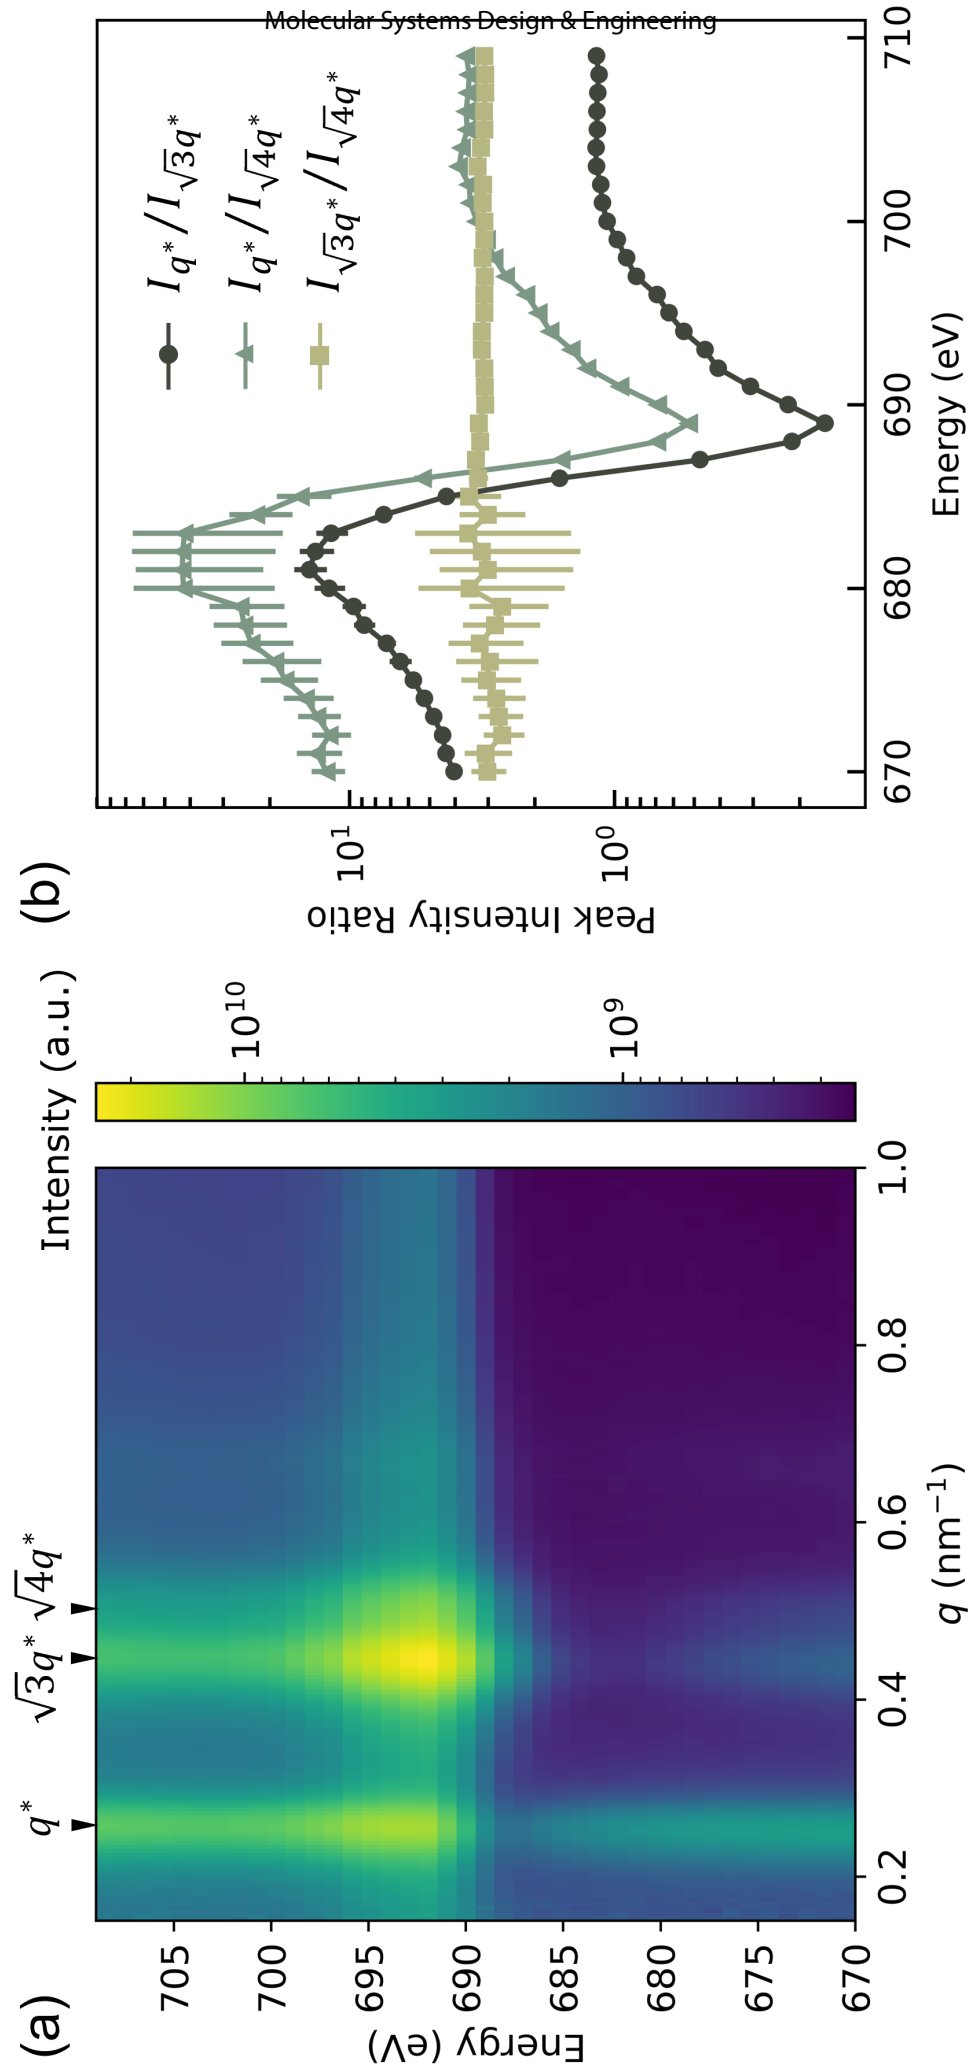 Molecular Systems Design & Engineering
(a)
q* √3q* √4q*
Intensity (a.u.)
10¹⁰
10⁹
Energy (eV)
705
700
695
690
685
680
675
670
0.2 0.4 0.6 0.8 1.0
q (nm⁻¹)
(b)
I_q*/I_√3q*
I_q*/I_√4q*
I_√3q*/I_√4q*
Peak Intensity Ratio
10¹
10⁰
670 680 690 700 710
Energy (eV)